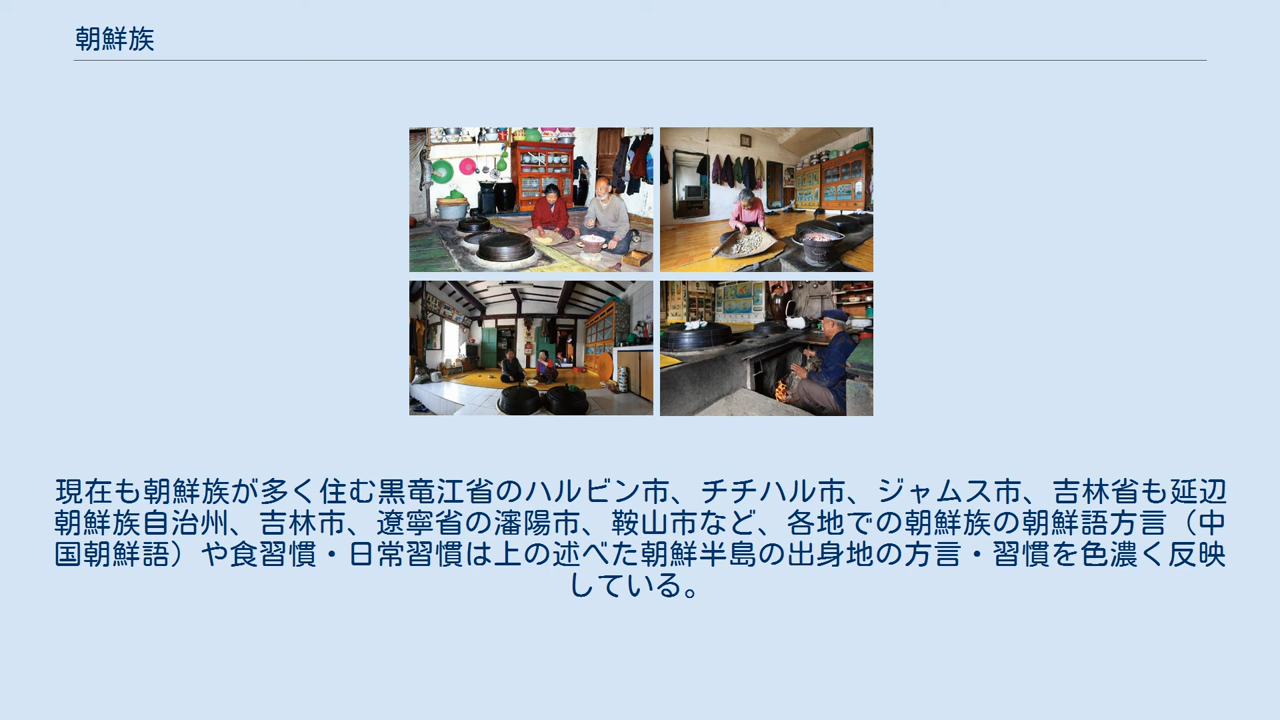 朝鮮族
現在も朝鮮族が多く住む黒竜江省のハルビン市、チチハル市、ジャムス市、吉林省も延辺
朝鮮族自治州、吉林市、遼寧省の瀋陽市、鞍山市など、各地での朝鮮族の朝鮮語方言（中
国朝鮮語）や食習慣・日常習慣は上の述べた朝鮮半島の出身地の方言・習慣を色濃く反映
している。